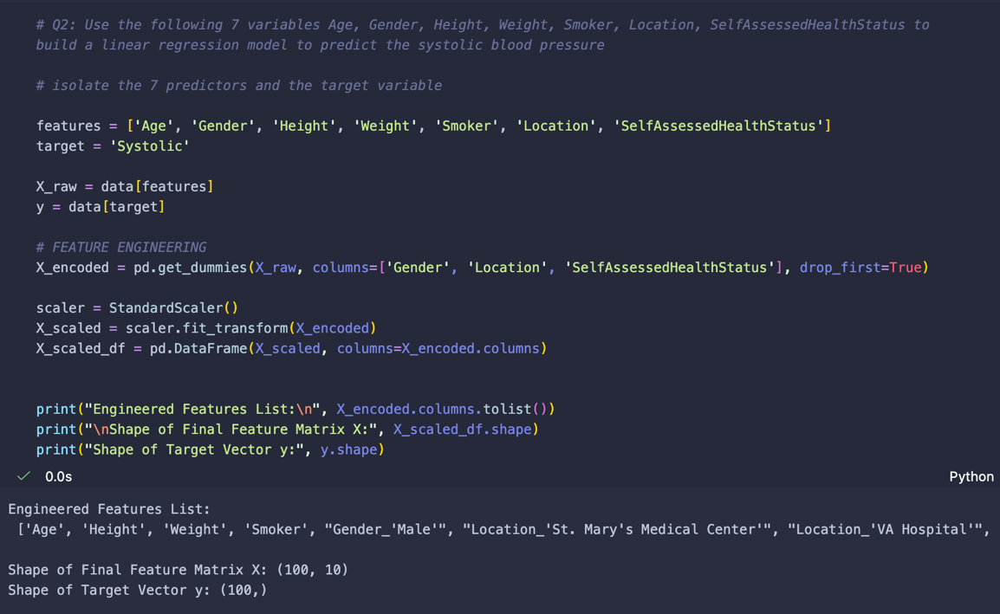 # Q2: Use the following 7 variables Age, Gender, Height, Weight, Smoker, Location, SelfAssessedHealthStatus to
build a linear regression model to predict the systolic blood pressure
# isolate the 7 predictors and the target variable
features = ['Age', 'Gender', 'Height', 'Weight', 'Smoker', 'Location', 'SelfAssessedHealthStatus']
target = 'Systolic'
X_raw = data[features]
y = data[target]
# FEATURE ENGINEERING
X_encoded = pd.get_dummies(X_raw, columns=['Gender', 'Location', 'SelfAssessedHealthStatus'], drop_first=True)
scaler = StandardScaler()
X_scaled = scaler.fit_transform(X_encoded)
X_scaled_df = pd.DataFrame(X_scaled, columns=X_encoded.columns)
print("Engineered Features List:\n", X_encoded.columns.tolist())
print("\nShape of Final Feature Matrix X:", X_scaled_df.shape)
print("Shape of Target Vector y:", y.shape)
0.0s
Python
Engineered Features List:
['Age', 'Height', 'Weight', 'Smoker', "Gender_'Male'", "Location_'St. Mary's Medical Center'", "Location_'VA Hospital'",
Shape of Final Feature Matrix X: (100, 10)
Shape of Target Vector y: (100,)